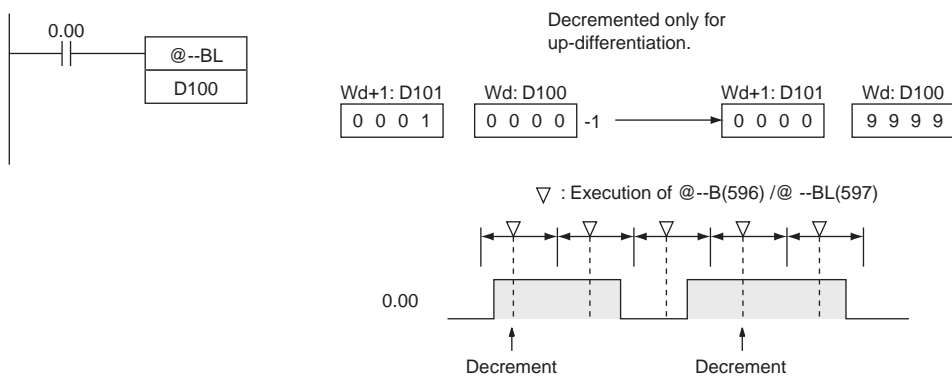 0.00
@--BL
D100
Decremented only for
up-differentiation.
Wd+1: D101 Wd: D100 Wd+1: D101 Wd: D100
0 0 0 1 0 0 0 0 -1 0 0 0 0 9 9 9 9
▽ : Execution of @--B(596) /@ --BL(597)
0.00
Decrement Decrement